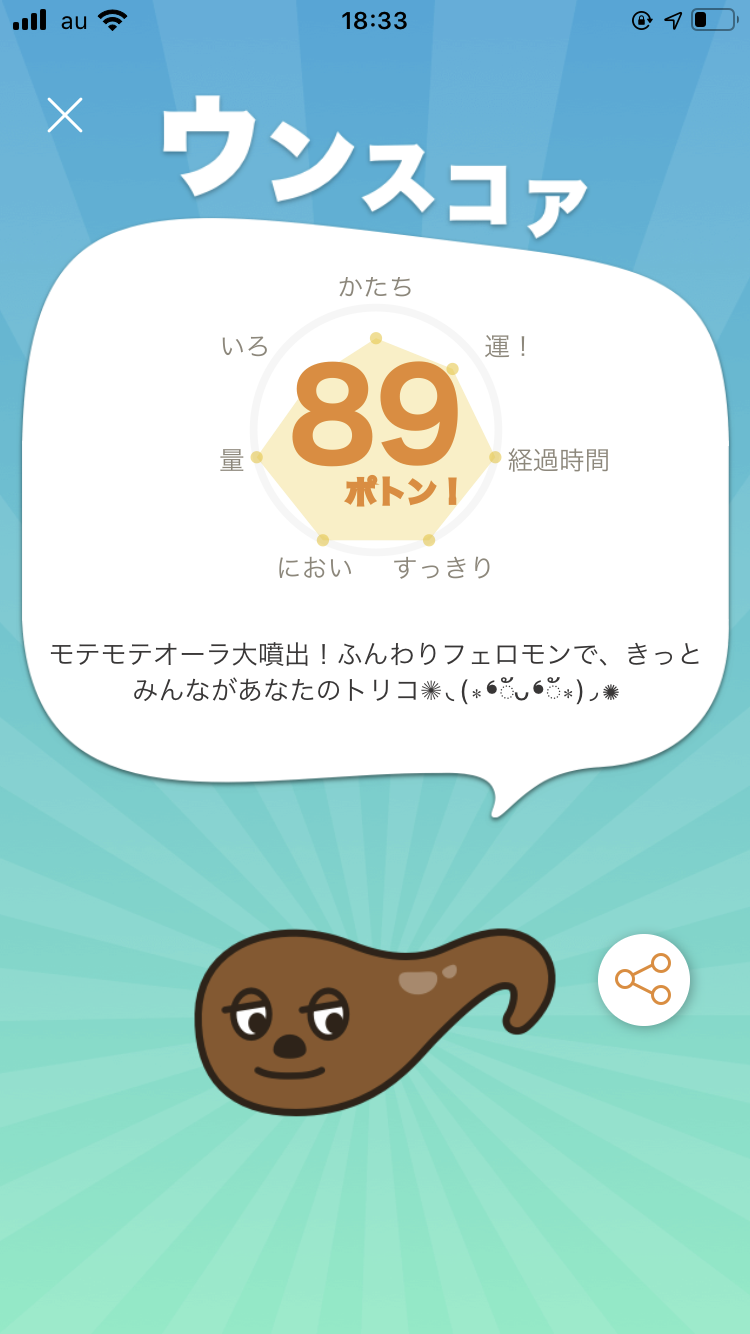 au
18:33
ウンスコア
かたち
いろ
運！
89
量
経過時間
ポトン！
におい
すっきり
モテモテオーラ大噴出！ふんわりフェロモンで、きっと
みんながあなたのトリコ✺◟(∗❛ัᴗ❛ั∗)◞✺